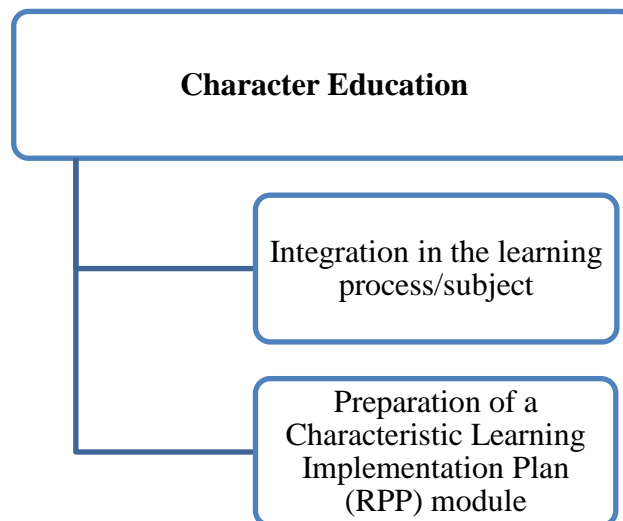 Character Education
Integration in the learning
process/subject
Preparation of a
Characteristic Learning
Implementation Plan
(RPP) module